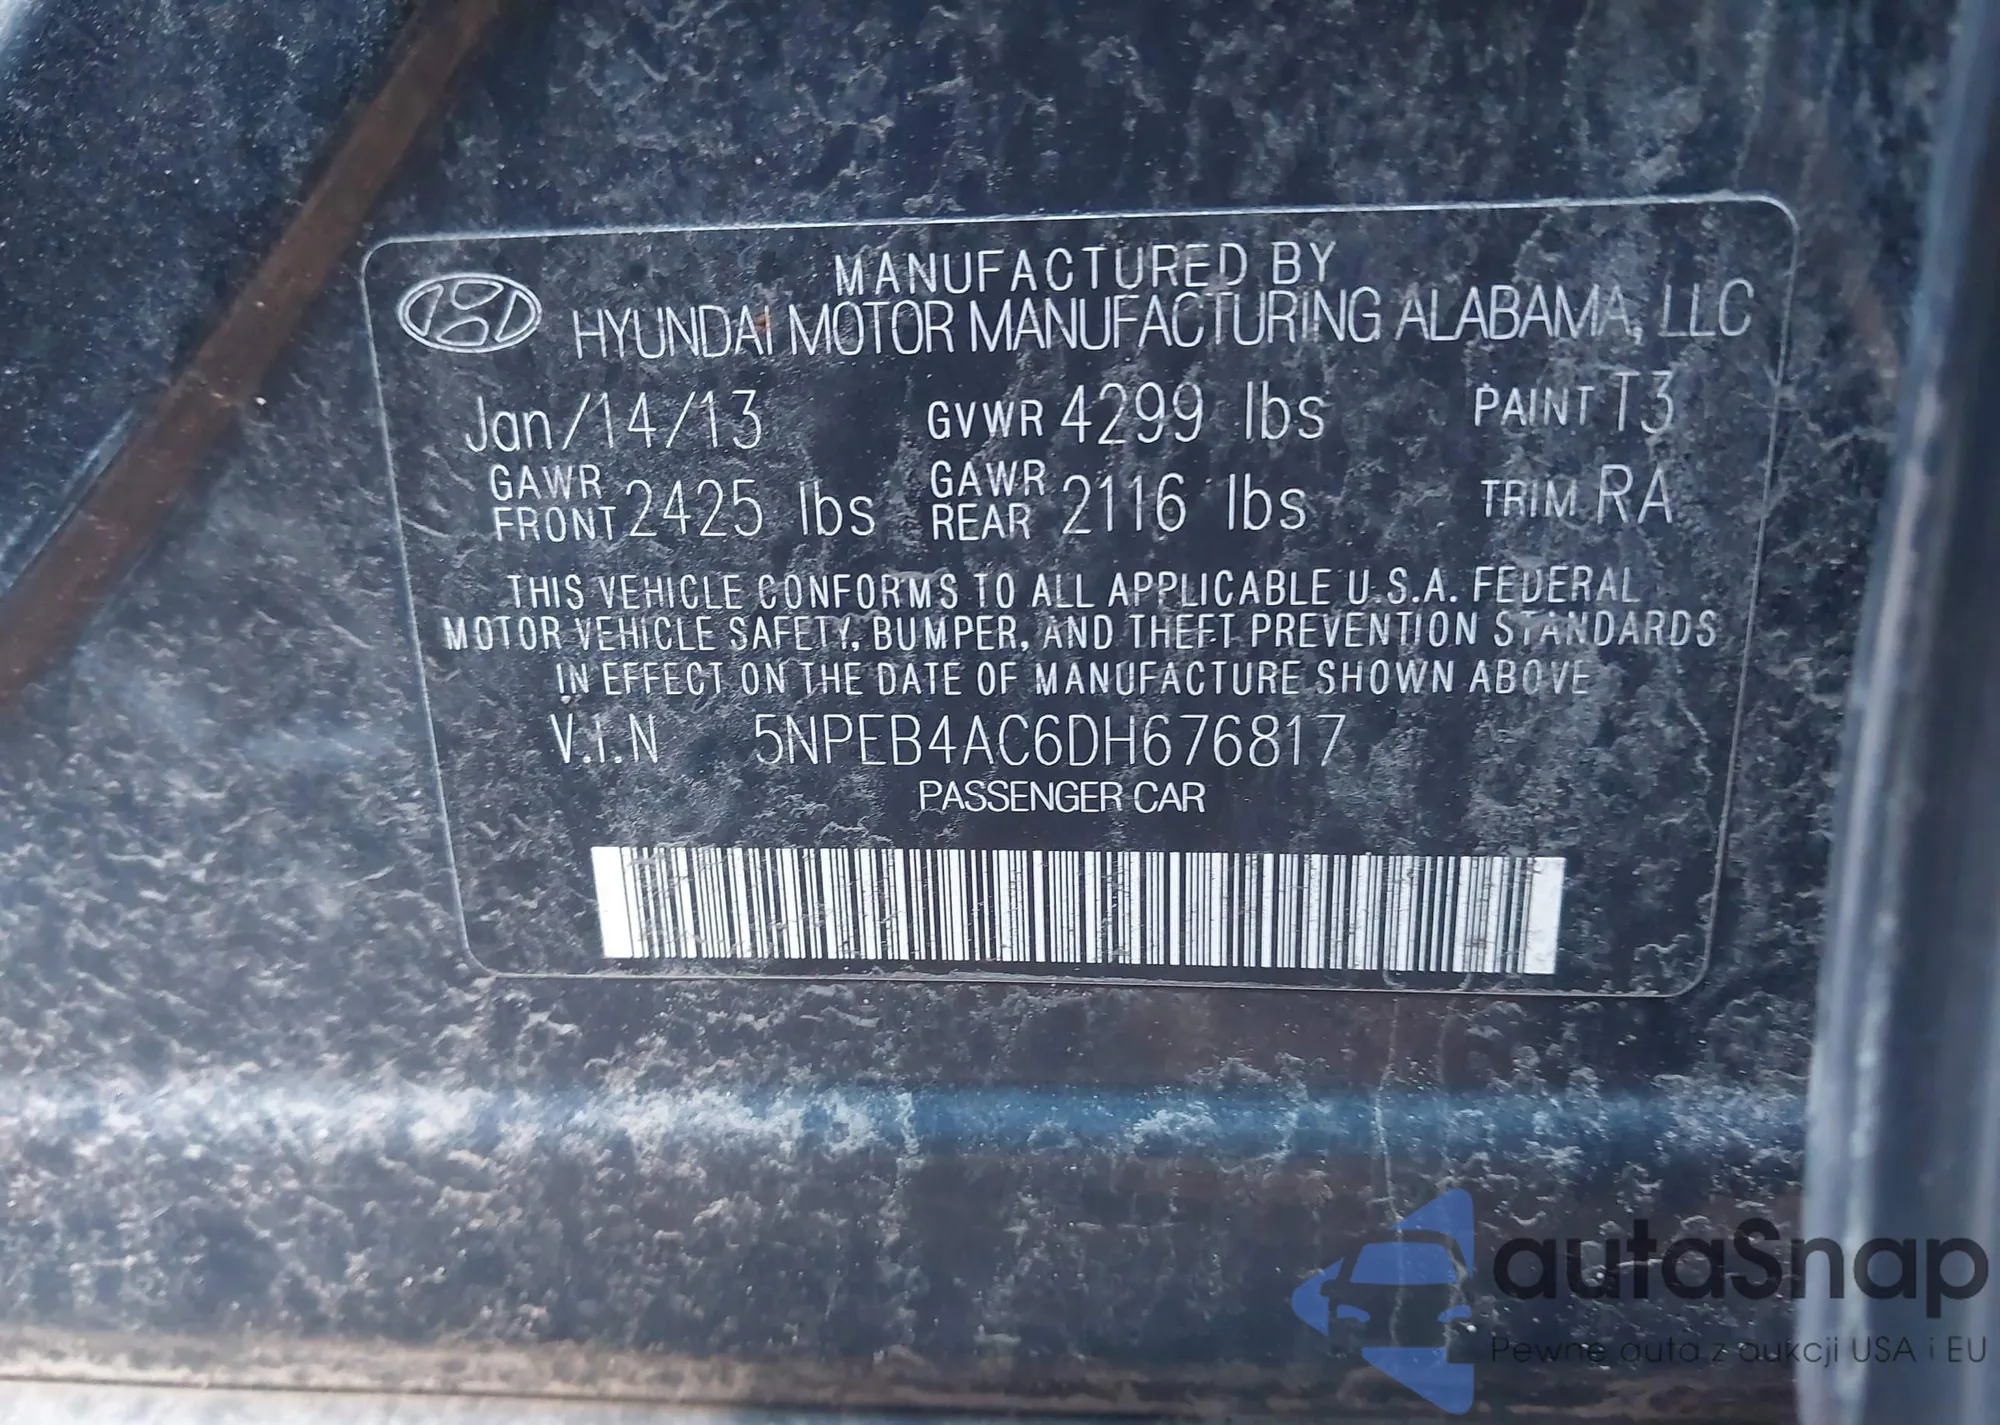 MANUFACTURED BY
HYUNDAI MOTOR MANUFACTURING ALABAMA, LLC
Jan/14/13 GVWR 4299 lbs PAINT T3
GAWR FRONT 2425 lbs GAWR REAR 2116 lbs TRIM RA
THIS VEHICLE CONFORMS TO ALL APPLICABLE U.S.A. FEDERAL
MOTOR VEHICLE SAFETY, BUMPER, AND THEFT PREVENTION STANDARDS
IN EFFECT ON THE DATE OF MANUFACTURE SHOWN ABOVE
V.I.N 5NPEB4AC6DH676817
PASSENGER CAR
autaSnap
Pewne auta z aukcji USA i EU